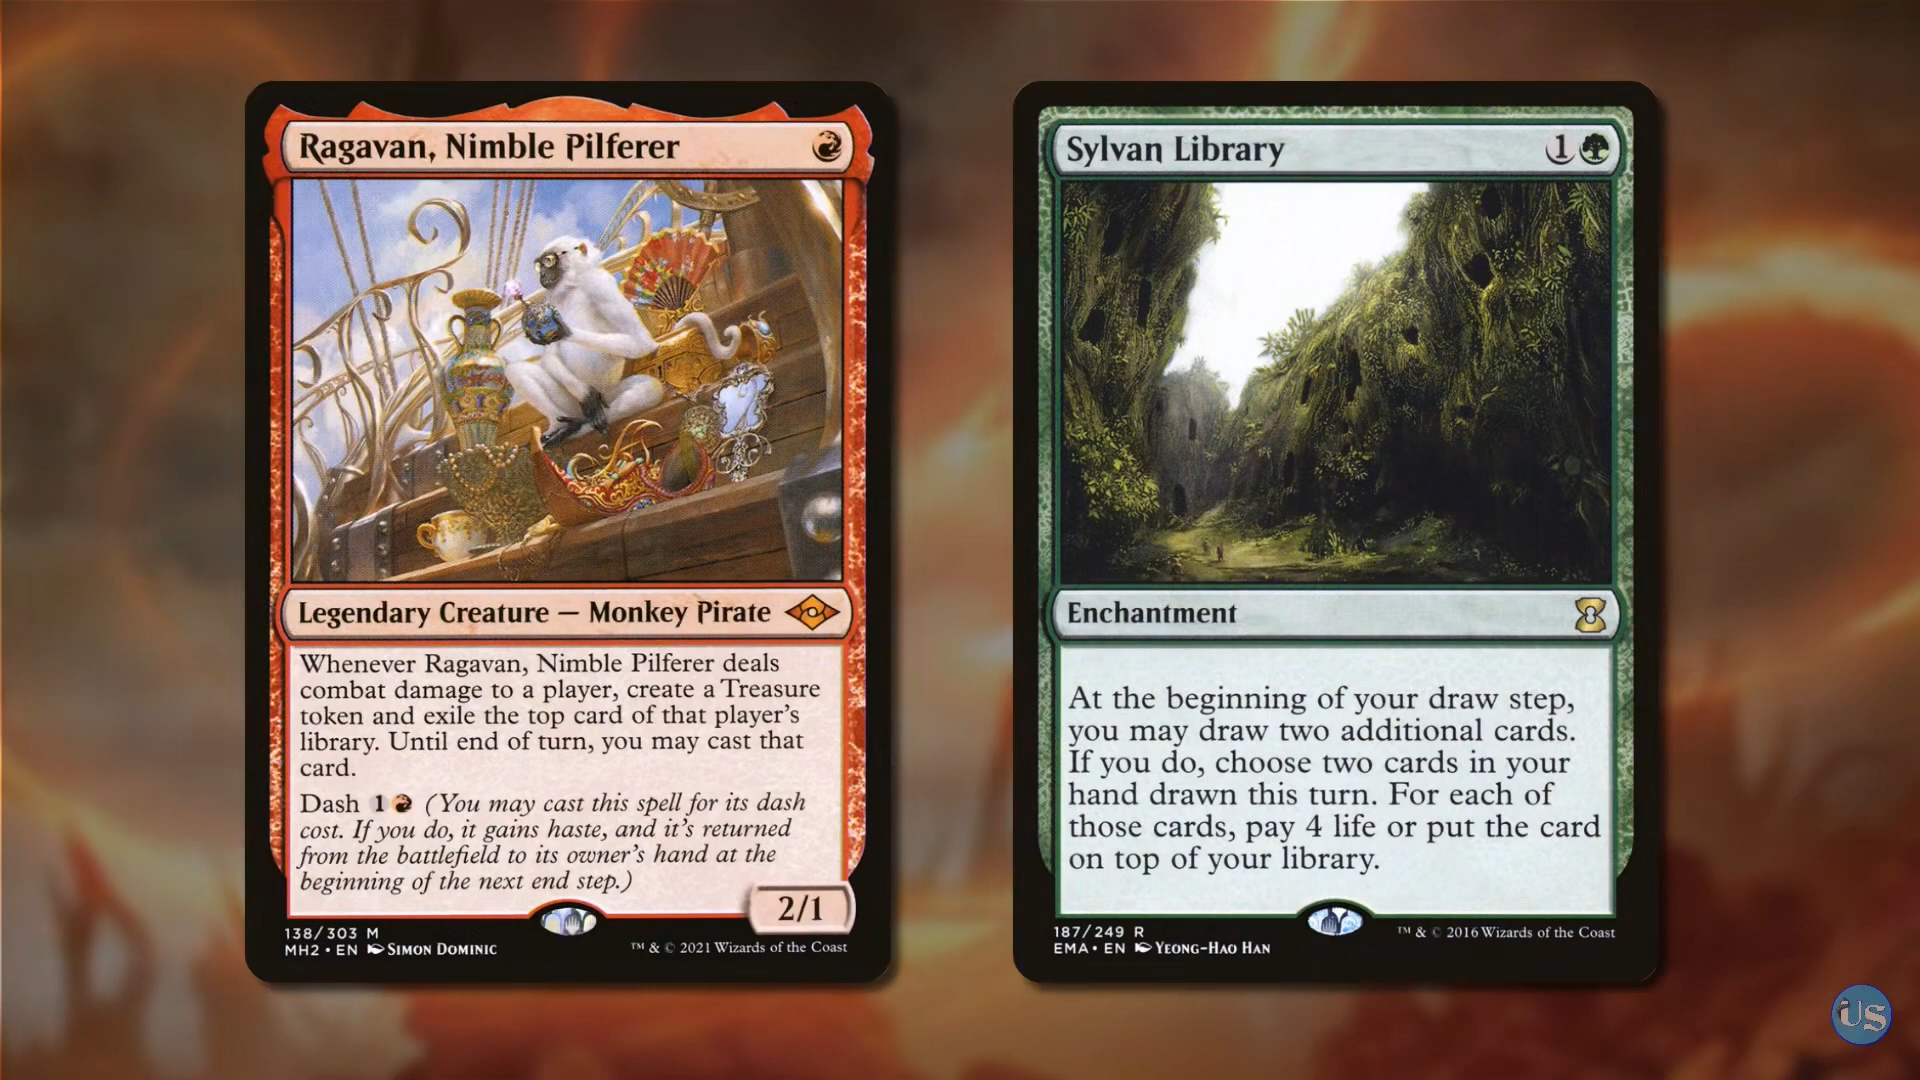 Ragavan, Nimble Pilferer
Legendary Creature — Monkey Pirate
Whenever Ragavan, Nimble Pilferer deals
combat damage to a player, create a Treasure
token and exile the top card of that player's
library. Until end of turn, you may cast that
card.
Dash 1 (You may cast this spell for its dash
cost. If you do, it gains haste, and it's returned
from the battlefield to its owner's hand at the
beginning of the next end step.)
2/1
138/303 M
MH2 • EN Simon Dominic
™ & © 2021 Wizards of the Coast
Sylvan Library 1
Enchantment
At the beginning of your draw step,
you may draw two additional cards.
If you do, choose two cards in your
hand drawn this turn. For each of
those cards, pay 4 life or put the card
on top of your library.
187/249 R
EMA • EN Yeong-Hao Han
™ & © 2016 Wizards of the Coast
US